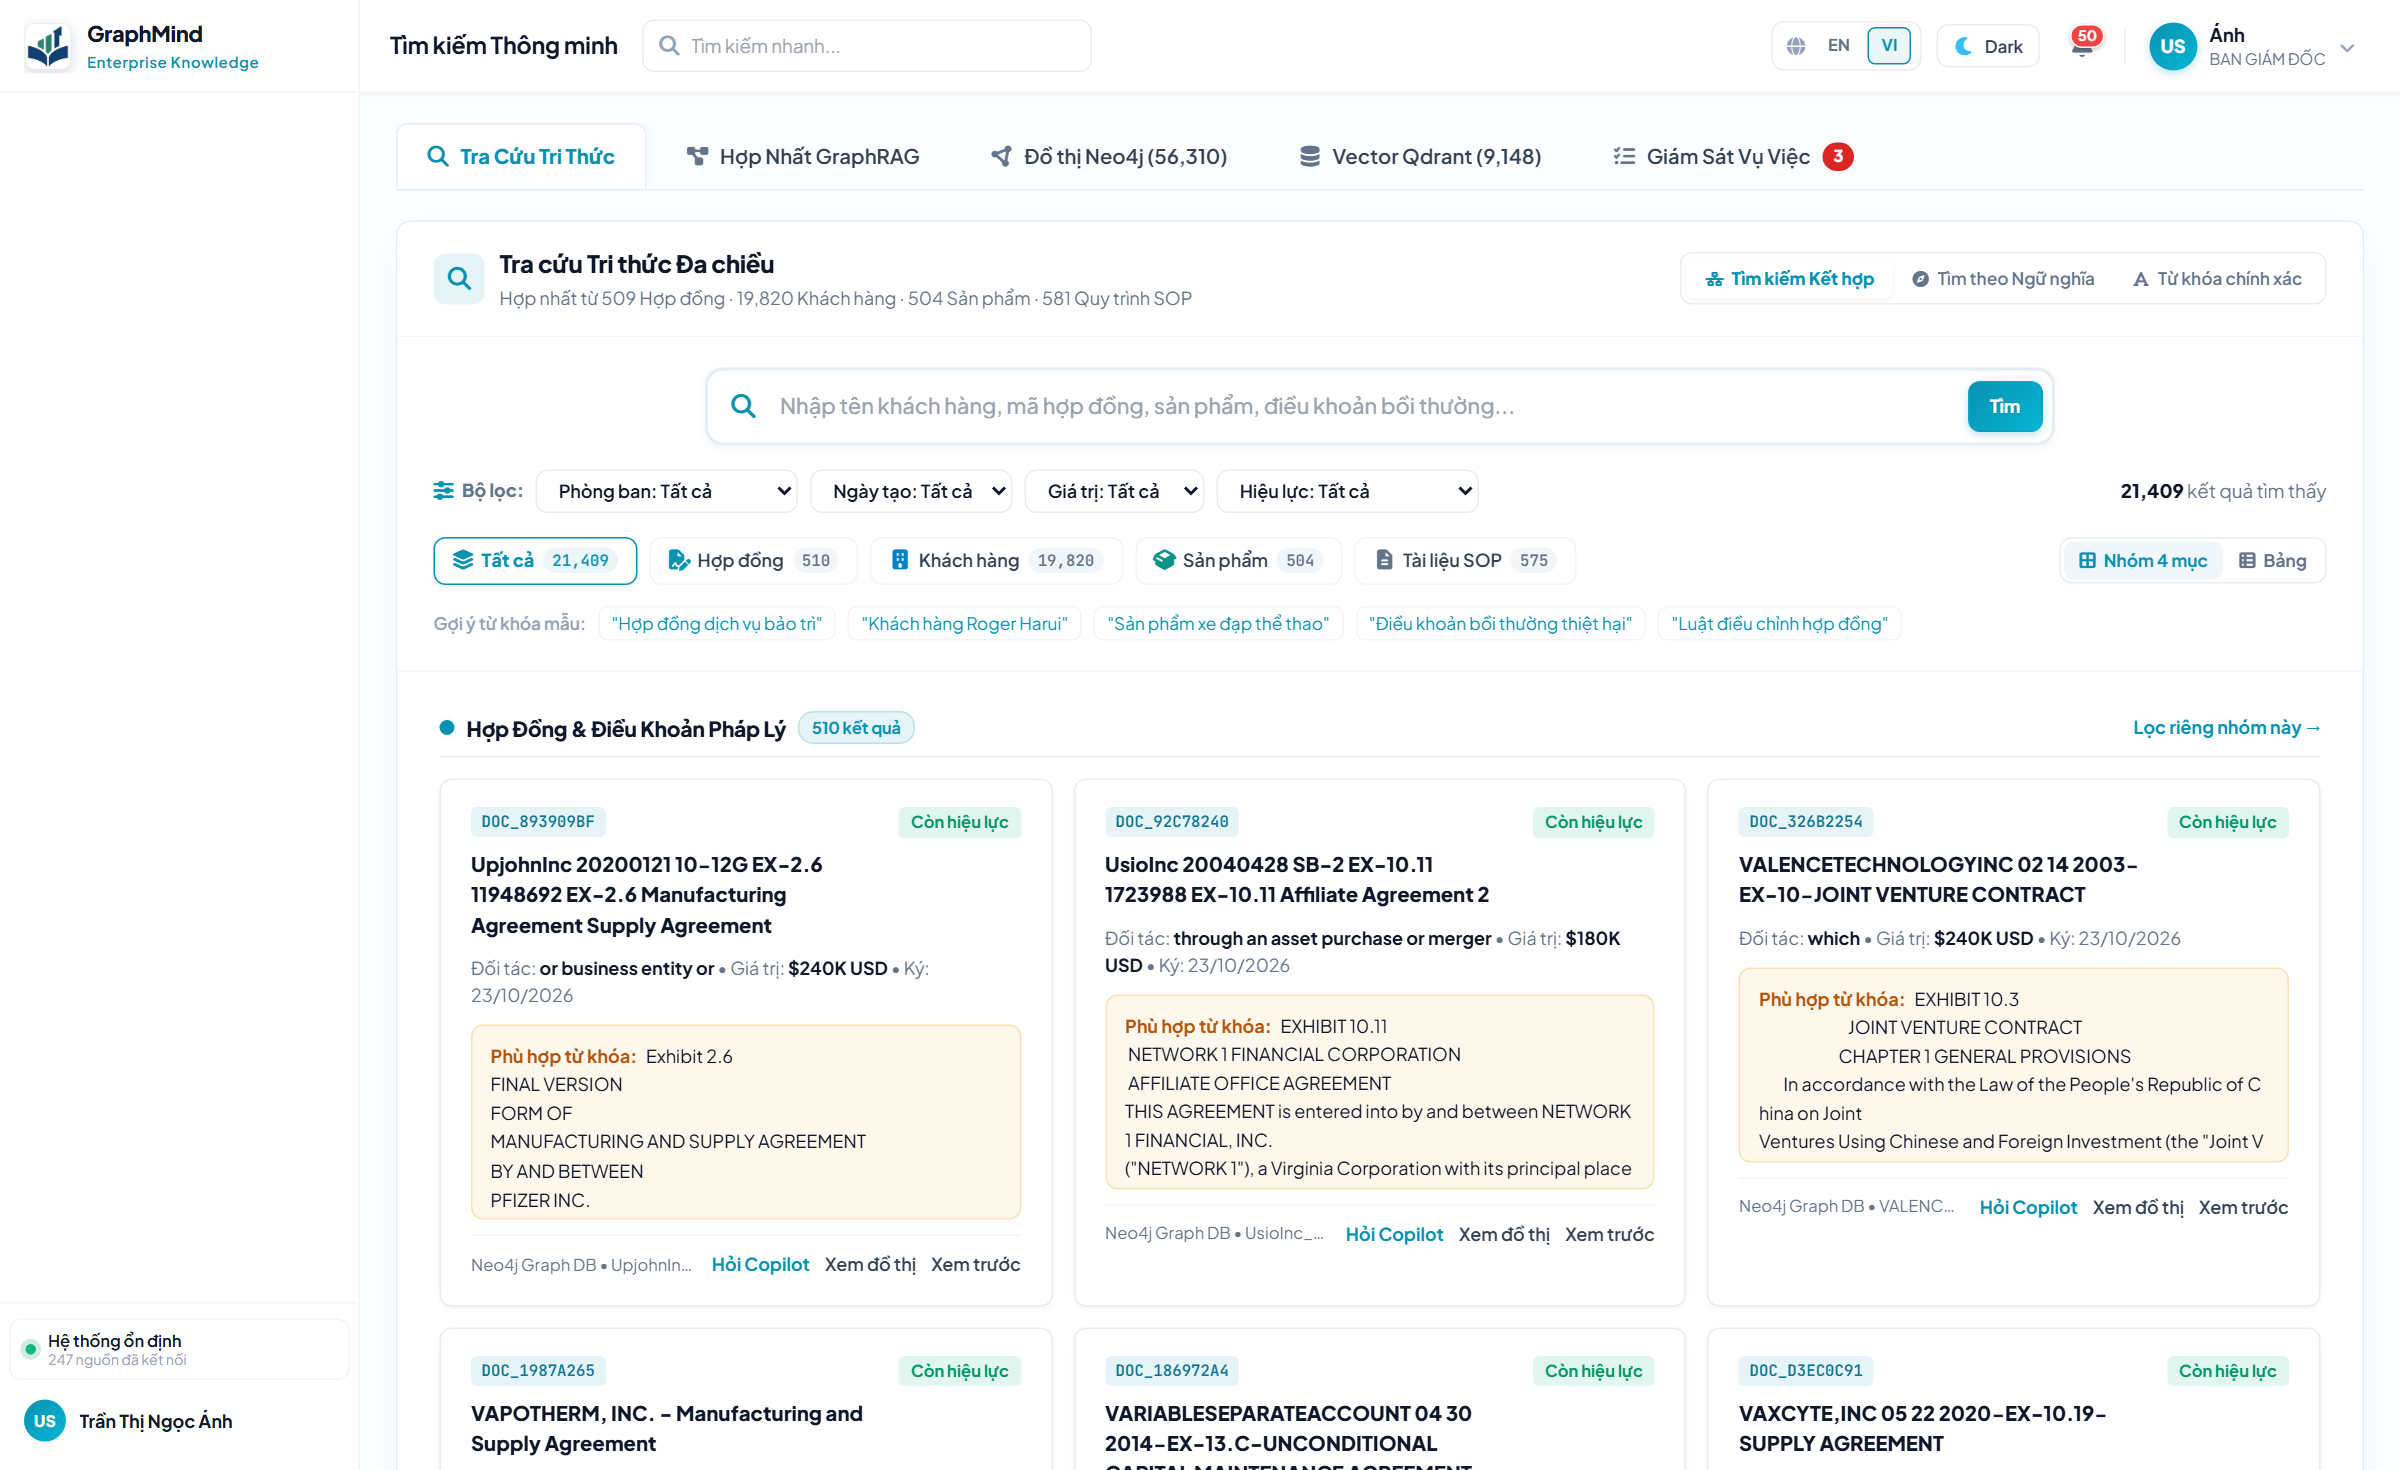 GraphMind
Enterprise Knowledge
Tìm kiếm Thông minh
Tìm kiếm nhanh...
EN
VI
Dark
50
US
Ánh
BAN GIÁM ĐỐC
Tra Cứu Tri Thức
Hợp Nhất GraphRAG
Đồ thị Neo4j (56,310)
Vector Qdrant (9,148)
Giám Sát Vụ Việc
3
Tra cứu Tri thức Đa chiều
Hợp nhất từ 509 Hợp đồng · 19,820 Khách hàng · 504 Sản phẩm · 581 Quy trình SOP
Tìm kiếm Kết hợp
Tìm theo Ngữ nghĩa
Từ khóa chính xác
Nhập tên khách hàng, mã hợp đồng, sản phẩm, điều khoản bồi thường...
Tìm
Bộ lọc:
Phòng ban: Tất cả
Ngày tạo: Tất cả
Giá trị: Tất cả
Hiệu lực: Tất cả
21,409 kết quả tìm thấy
Tất cả 21,409
Hợp đồng 510
Khách hàng 19,820
Sản phẩm 504
Tài liệu SOP 575
Nhóm 4 mục
Bảng
Gợi ý từ khóa mẫu:
"Hợp đồng dịch vụ bảo trì"
"Khách hàng Roger Harui"
"Sản phẩm xe đạp thể thao"
"Điều khoản bồi thường thiệt hại"
"Luật điều chỉnh hợp đồng"
Hợp Đồng & Điều Khoản Pháp Lý
510 kết quả
Lọc riêng nhóm này →
DOC_893909BF
Còn hiệu lực
UpjohnInc 20200121 10-12G EX-2.6
11948692 EX-2.6 Manufacturing
Agreement Supply Agreement
Đối tác: or business entity or • Giá trị: $240K USD • Ký:
23/10/2026
Phù hợp từ khóa: Exhibit 2.6
FINAL VERSION
FORM OF
MANUFACTURING AND SUPPLY AGREEMENT
BY AND BETWEEN
PFIZER INC.
Neo4j Graph DB • UpjohnIn...
Hỏi Copilot
Xem đồ thị
Xem trước
DOC_92C78240
Còn hiệu lực
UsioInc 20040428 SB-2 EX-10.11
1723988 EX-10.11 Affiliate Agreement 2
Đối tác: through an asset purchase or merger • Giá trị: $180K
USD • Ký: 23/10/2026
Phù hợp từ khóa: EXHIBIT 10.11
NETWORK 1 FINANCIAL CORPORATION
AFFILIATE OFFICE AGREEMENT
THIS AGREEMENT is entered into by and between NETWORK
1 FINANCIAL, INC.
("NETWORK 1"), a Virginia Corporation with its principal place
Neo4j Graph DB • UsioInc_...
Hỏi Copilot
Xem đồ thị
Xem trước
DOC_326B2254
Còn hiệu lực
VALENCETECHNOLOGYINC 02 14 2003-
EX-10-JOINT VENTURE CONTRACT
Đối tác: which • Giá trị: $240K USD • Ký: 23/10/2026
Phù hợp từ khóa: EXHIBIT 10.3
JOINT VENTURE CONTRACT
CHAPTER 1 GENERAL PROVISIONS
In accordance with the Law of the People's Republic of C
hina on Joint
Ventures Using Chinese and Foreign Investment (the "Joint V
Neo4j Graph DB • VALENC...
Hỏi Copilot
Xem đồ thị
Xem trước
DOC_1987A265
Còn hiệu lực
VAPOTHERM, INC. - Manufacturing and
Supply Agreement
DOC_186972A4
Còn hiệu lực
VARIABLESEPARATEACCOUNT 04 30
2014-EX-13.C-UNCONDITIONAL
CAPITAL MAINTENANCE AGREEMENT
DOC_D3EC0C91
Còn hiệu lực
VAXCYTE,INC 05 22 2020-EX-10.19-
SUPPLY AGREEMENT
Hệ thống ổn định
247 nguồn đã kết nối
US
Trần Thị Ngọc Ánh